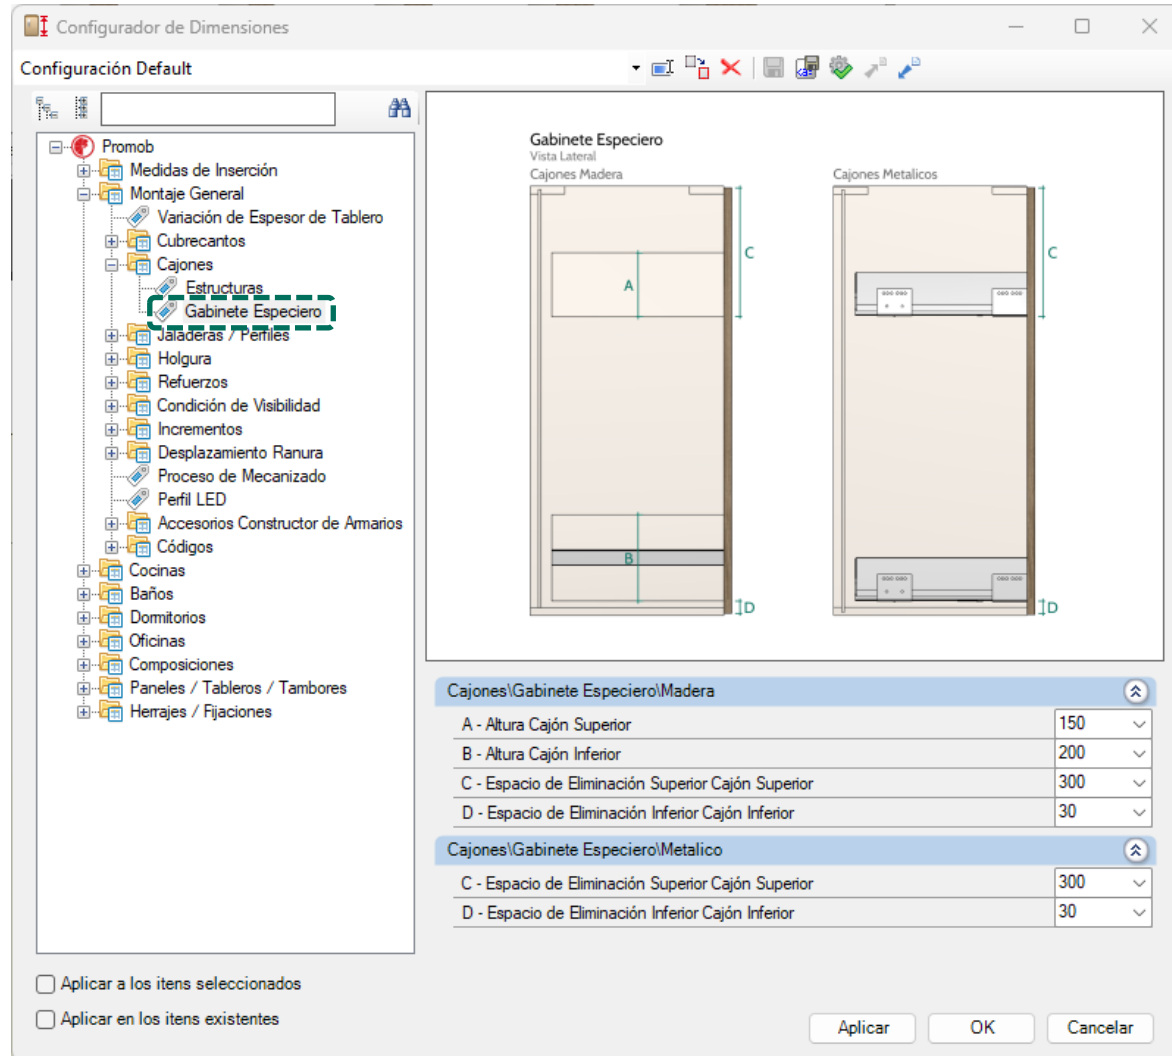 Configurador de Dimensiones
Configuración Default
Promob
Medidas de Inserción
Montaje General
Variación de Espesor de Tablero
Cubrecantos
Cajones
Estructuras
Gabinete Especiero
Jaladeras / Perfiles
Holgura
Refuerzos
Condición de Visibilidad
Incrementos
Desplazamiento Ranura
Proceso de Mecanizado
Perfil LED
Accesorios Constructor de Armarios
Códigos
Cocinas
Baños
Dormitorios
Oficinas
Composiciones
Paneles / Tableros / Tambores
Herrajes / Fijaciones
Gabinete Especiero
Vista Lateral
Cajones Madera
Cajones Metalicos
A
C
B
D
C
D
Cajones\Gabinete Especiero\Madera
A - Altura Cajón Superior 150
B - Altura Cajón Inferior 200
C - Espacio de Eliminación Superior Cajón Superior 300
D - Espacio de Eliminación Inferior Cajón Inferior 30
Cajones\Gabinete Especiero\Metalico
C - Espacio de Eliminación Superior Cajón Superior 300
D - Espacio de Eliminación Inferior Cajón Inferior 30
Aplicar a los itens seleccionados
Aplicar en los itens existentes
Aplicar
OK
Cancelar